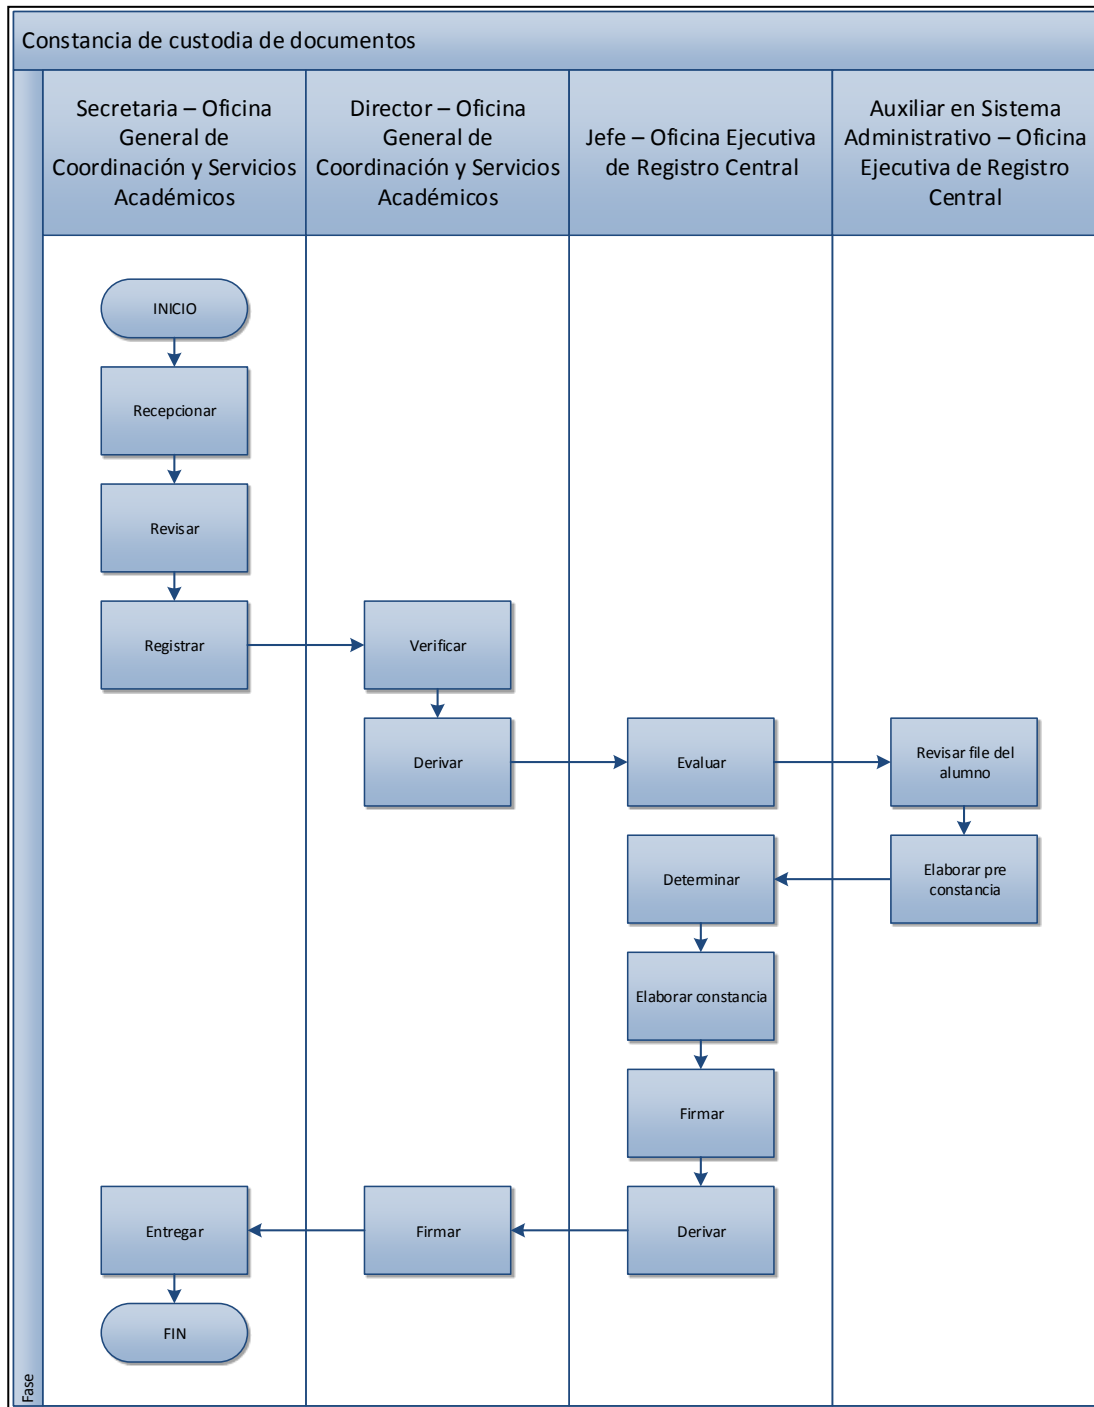 Constancia de custodia de documentos
Secretaria – Oficina
General de
Coordinación y Servicios
Académicos
Director – Oficina
General de
Coordinación y Servicios
Académicos
Jefe – Oficina Ejecutiva
de Registro Central
Auxiliar en Sistema
Administrativo – Oficina
Ejecutiva de Registro
Central
INICIO
Recepcionar
Revisar
Registrar
Verificar
Derivar
Evaluar
Revisar file del
alumno
Elaborar pre
constancia
Determinar
Elaborar constancia
Firmar
Derivar
Firmar
Entregar
FIN
Fase